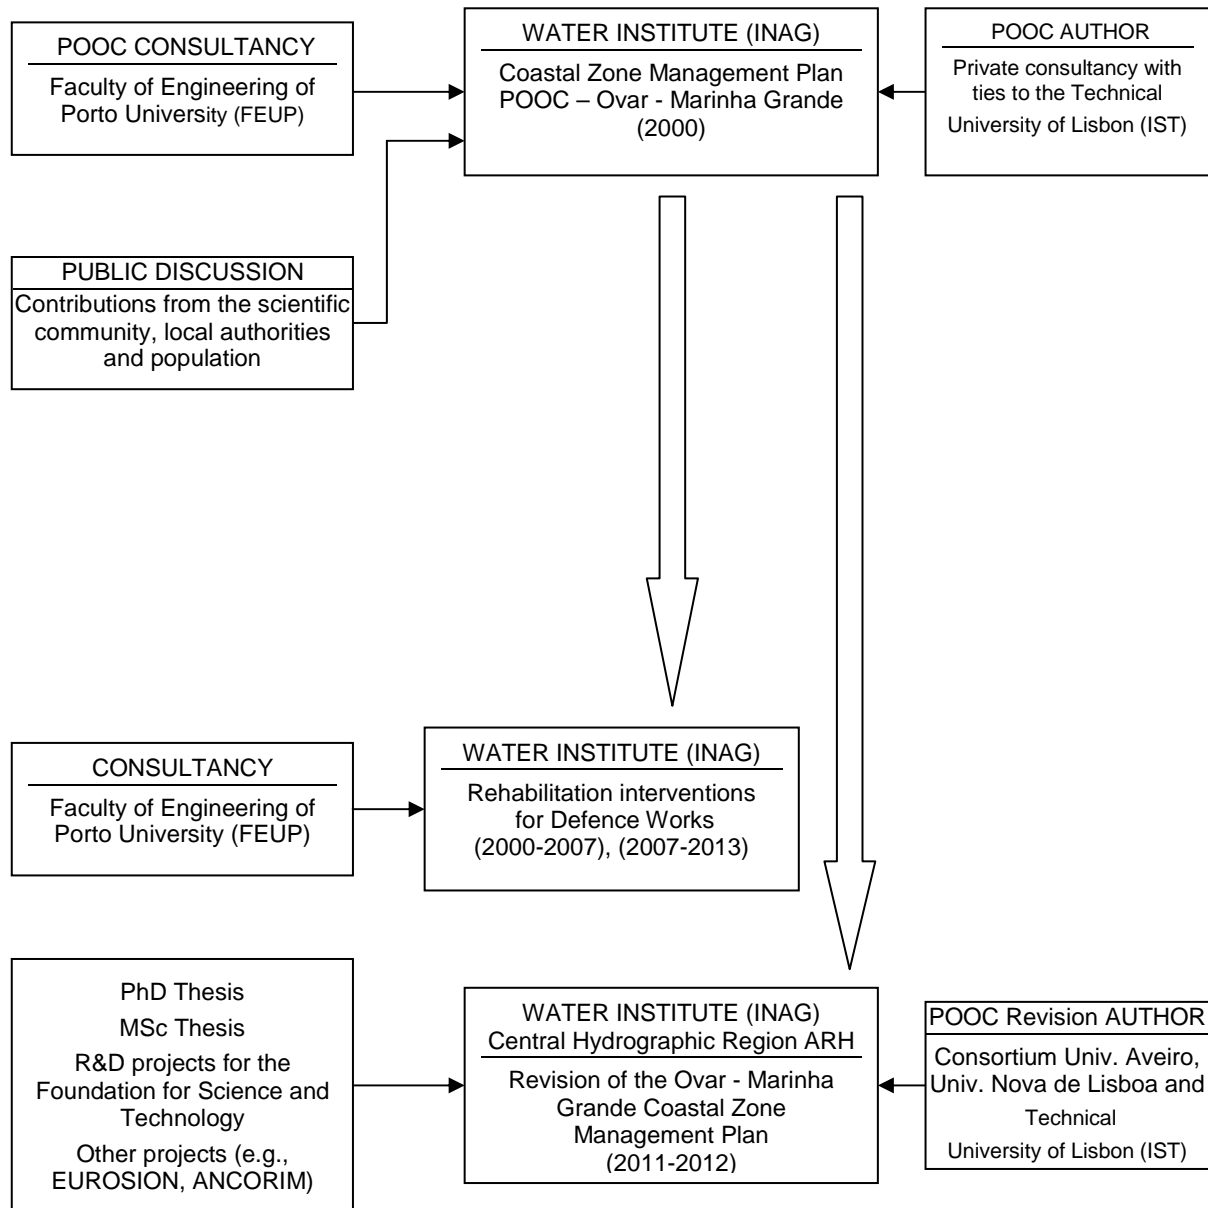 POOC CONSULTANCY
Faculty of Engineering of
Porto University (FEUP)
WATER INSTITUTE (INAG)
Coastal Zone Management Plan
POOC – Ovar - Marinha Grande
(2000)
POOC AUTHOR
Private consultancy with
ties to the Technical
University of Lisbon (IST)
PUBLIC DISCUSSION
Contributions from the scientific
community, local authorities
and population
CONSULTANCY
Faculty of Engineering of
Porto University (FEUP)
WATER INSTITUTE (INAG)
Rehabilitation interventions
for Defence Works
(2000-2007), (2007-2013)
PhD Thesis
MSc Thesis
R&D projects for the
Foundation for Science and
Technology
Other projects (e.g.,
EUROSION, ANCORIM)
WATER INSTITUTE (INAG)
Central Hydrographic Region ARH
Revision of the Ovar - Marinha
Grande Coastal Zone
Management Plan
(2011-2012)
POOC Revision AUTHOR
Consortium Univ. Aveiro,
Univ. Nova de Lisboa and
Technical
University of Lisbon (IST)